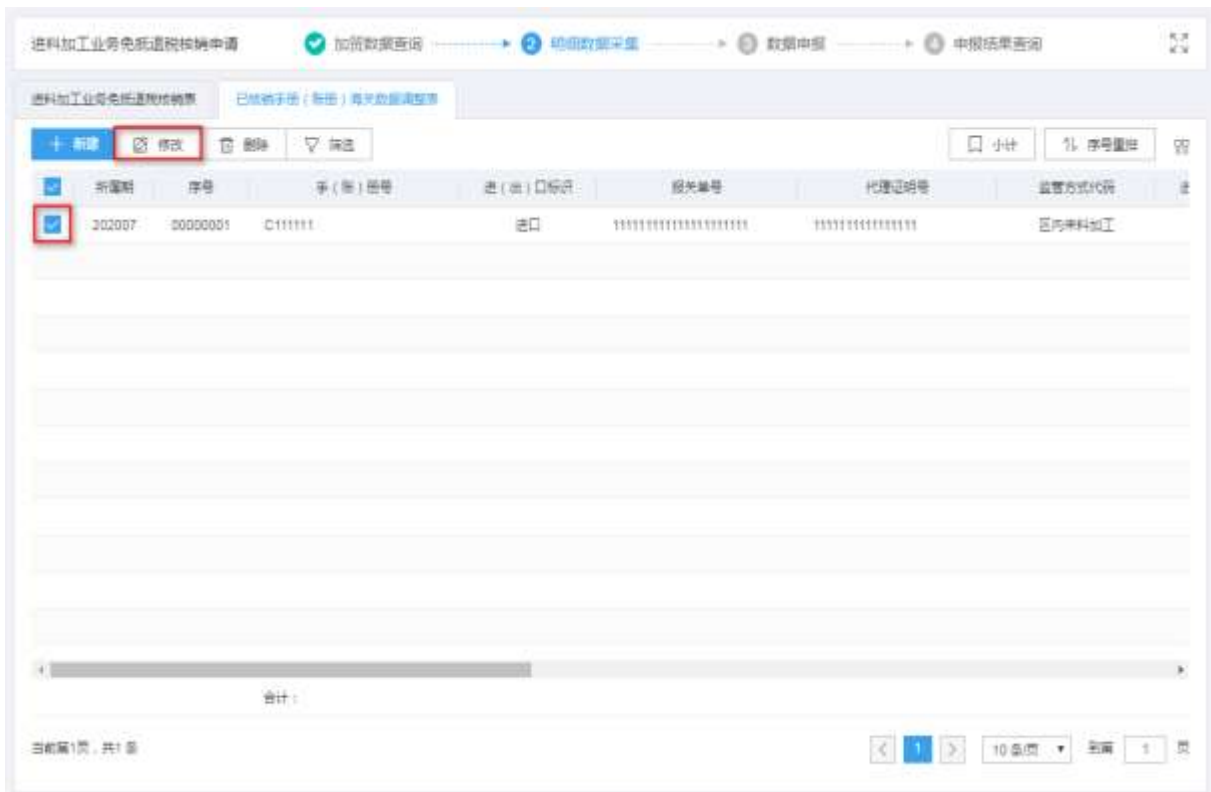 进料加工业务免抵退税核销申请 加贸数据查询 2 明细数据采集 3 数据申报 4 申报结果查询
进料加工业务免抵退税核销表 已核销手册（账册）海关数据调整表
新建 修改 删除 筛选 小计 序号重排
所属期 序号 手（账）册号 进（出）口标识 报关单号 代理证明号 监管方式代码
202007 00000001 C111111 进口 区内来料加工
合计：
当前第1页，共1条 1 10条/页 到第 1 页